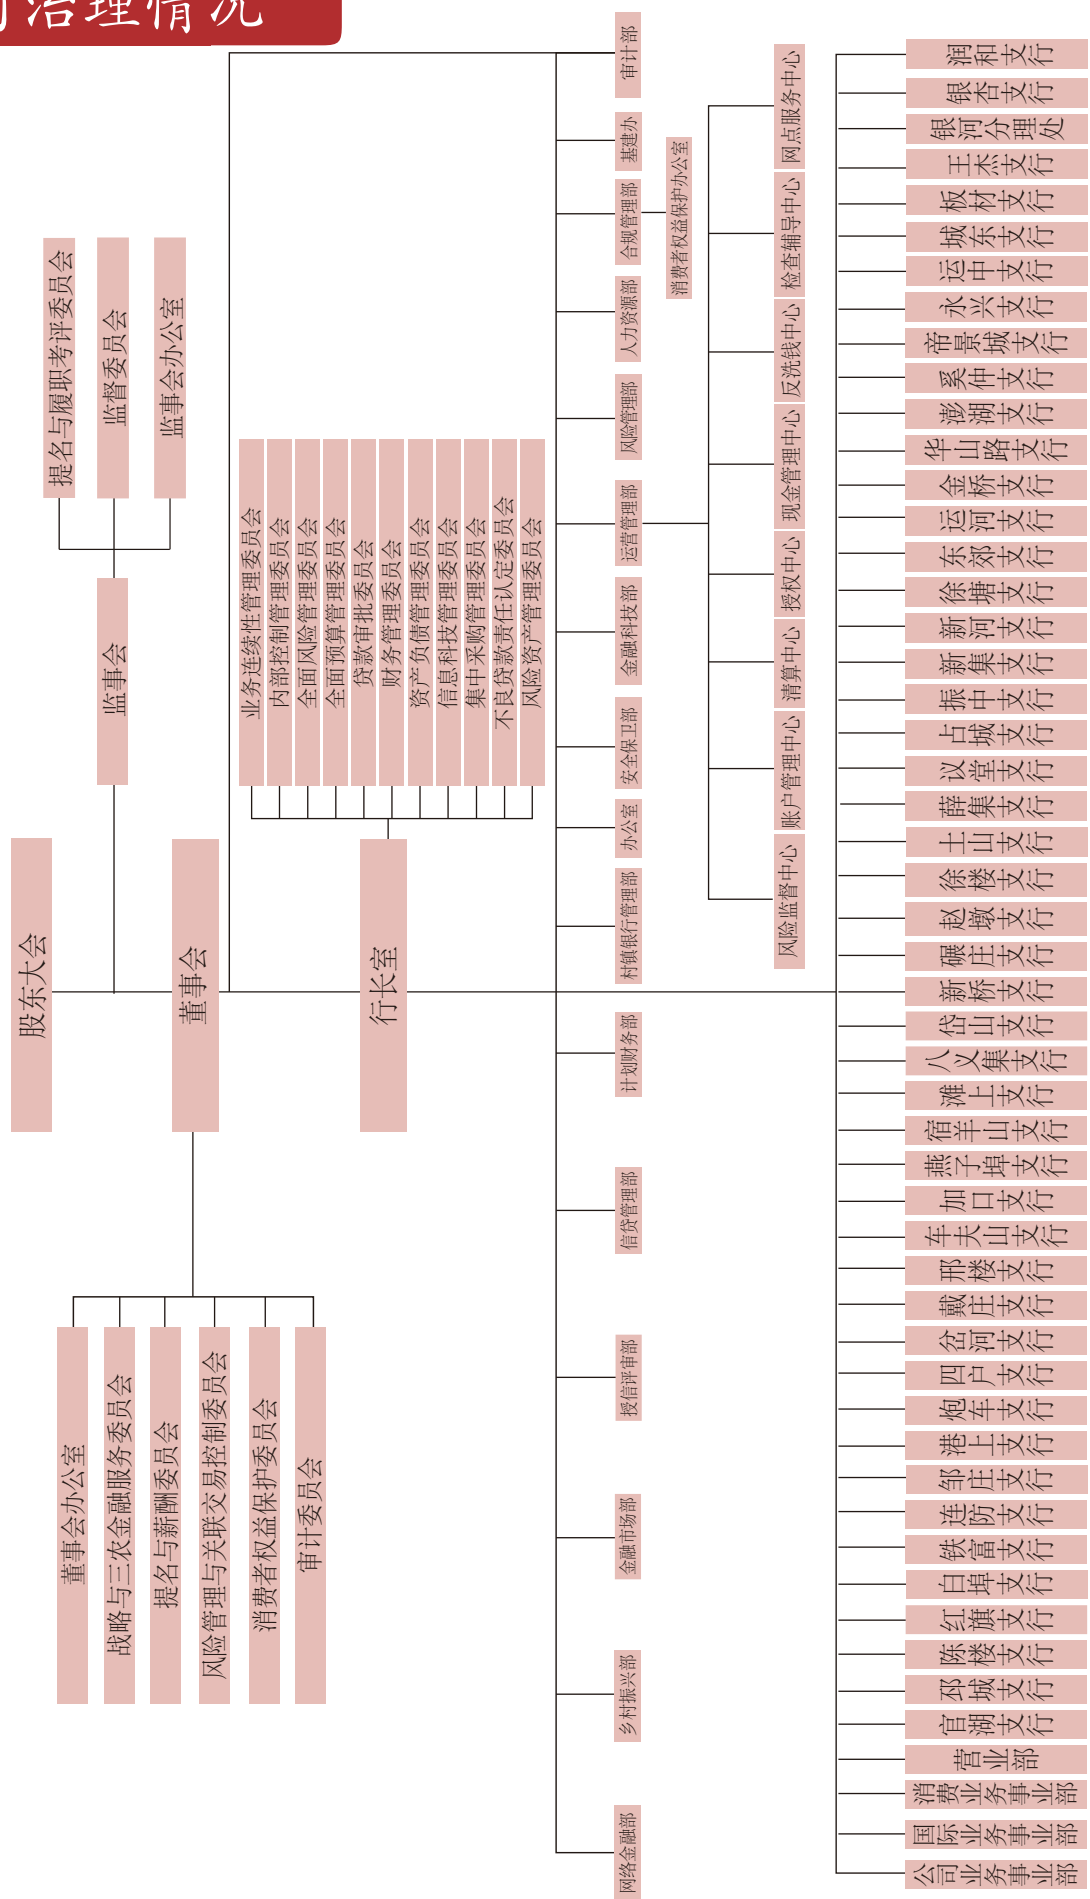 治理情况
股东大会
监事会
提名与履职考评委员会
监督委员会
监事会办公室
董事会
董事会办公室
战略与三农金融服务委员会
提名与薪酬委员会
风险管理与关联交易控制委员会
消费者权益保护委员会
审计委员会
行长室
业务连续性管理委员会
内部控制管理委员会
全面风险管理委员会
全面预算管理委员会
贷款审批委员会
财务管理委员会
资产负债管理委员会
信息科技管理委员会
集中采购管理委员会
不良贷款责任认定委员会
风险资产管理委员会
网络金融部
乡村振兴部
金融市场部
授信评审部
信贷管理部
计划财务部
村镇银行管理部
办公室
安全保卫部
金融科技部
运营管理部
风险管理部
人力资源部
合规管理部
基建办
审计部
消费者权益保护办公室
风险监督中心
账户管理中心
清算中心
授权中心
现金管理中心
反洗钱中心
检查辅导中心
网点服务中心
公司业务事业部
国际业务事业部
消费业务事业部
营业部
官湖支行
邳城支行
陈楼支行
红旗支行
白埠支行
铁富支行
连防支行
邹庄支行
港上支行
炮车支行
四户支行
岔河支行
戴庄支行
邢楼支行
车夫山支行
加口支行
燕子埠支行
宿羊山支行
滩上支行
八义集支行
岱山支行
新桥支行
碾庄支行
赵墩支行
徐楼支行
土山支行
薛集支行
议堂支行
占城支行
振中支行
新集支行
新河支行
徐塘支行
东郊支行
运河支行
金桥支行
华山路支行
澎湖支行
奚仲支行
帝景城支行
永兴支行
运中支行
城东支行
板材支行
王杰支行
银河分理处
银杏支行
润和支行